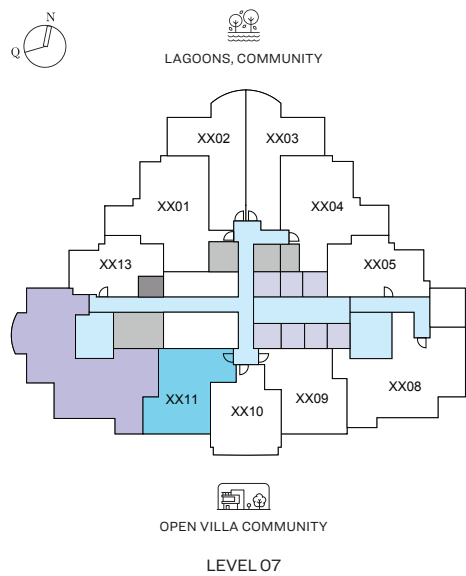 N
Q
LAGOONS, COMMUNITY
XX02 XX03
XX01 XX04
XX13 XX05
XX11 XX10 XX09 XX08
OPEN VILLA COMMUNITY
LEVEL 07